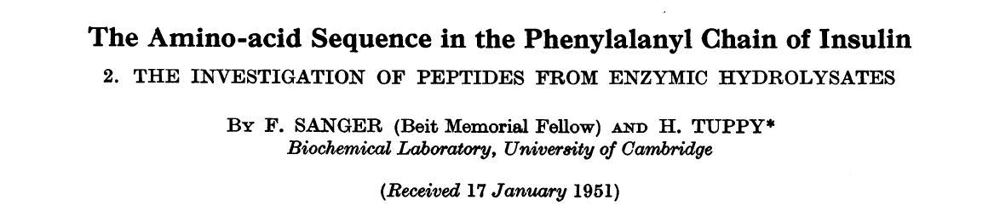 The Amino-acid Sequence in the Phenylalanyl Chain of Insulin
2. THE INVESTIGATION OF PEPTIDES FROM ENZYMIC HYDROLYSATES
By F. SANGER (Beit Memorial Fellow) AND H. TUPPY*
Biochemical Laboratory, University of Cambridge
(Received 17 January 1951)